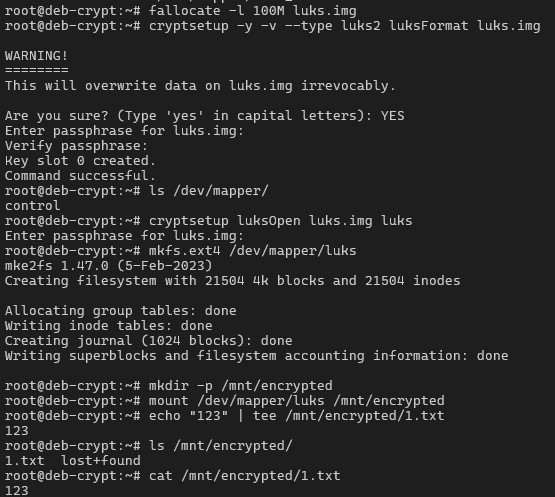 root@deb-crypt:~# fallocate -l 100M luks.img
root@deb-crypt:~# cryptsetup -y -v --type luks2 luksFormat luks.img
WARNING!
========
This will overwrite data on luks.img irrevocably.
Are you sure? (Type 'yes' in capital letters): YES
Enter passphrase for luks.img:
Verify passphrase:
Key slot 0 created.
Command successful.
root@deb-crypt:~# ls /dev/mapper/
control
root@deb-crypt:~# cryptsetup luksOpen luks.img luks
Enter passphrase for luks.img:
root@deb-crypt:~# mkfs.ext4 /dev/mapper/luks
mke2fs 1.47.0 (5-Feb-2023)
Creating filesystem with 21504 4k blocks and 21504 inodes
Allocating group tables: done
Writing inode tables: done
Creating journal (1024 blocks): done
Writing superblocks and filesystem accounting information: done
root@deb-crypt:~# mkdir -p /mnt/encrypted
root@deb-crypt:~# mount /dev/mapper/luks /mnt/encrypted
root@deb-crypt:~# echo "123" | tee /mnt/encrypted/1.txt
123
root@deb-crypt:~# ls /mnt/encrypted/
1.txt  lost+found
root@deb-crypt:~# cat /mnt/encrypted/1.txt
123